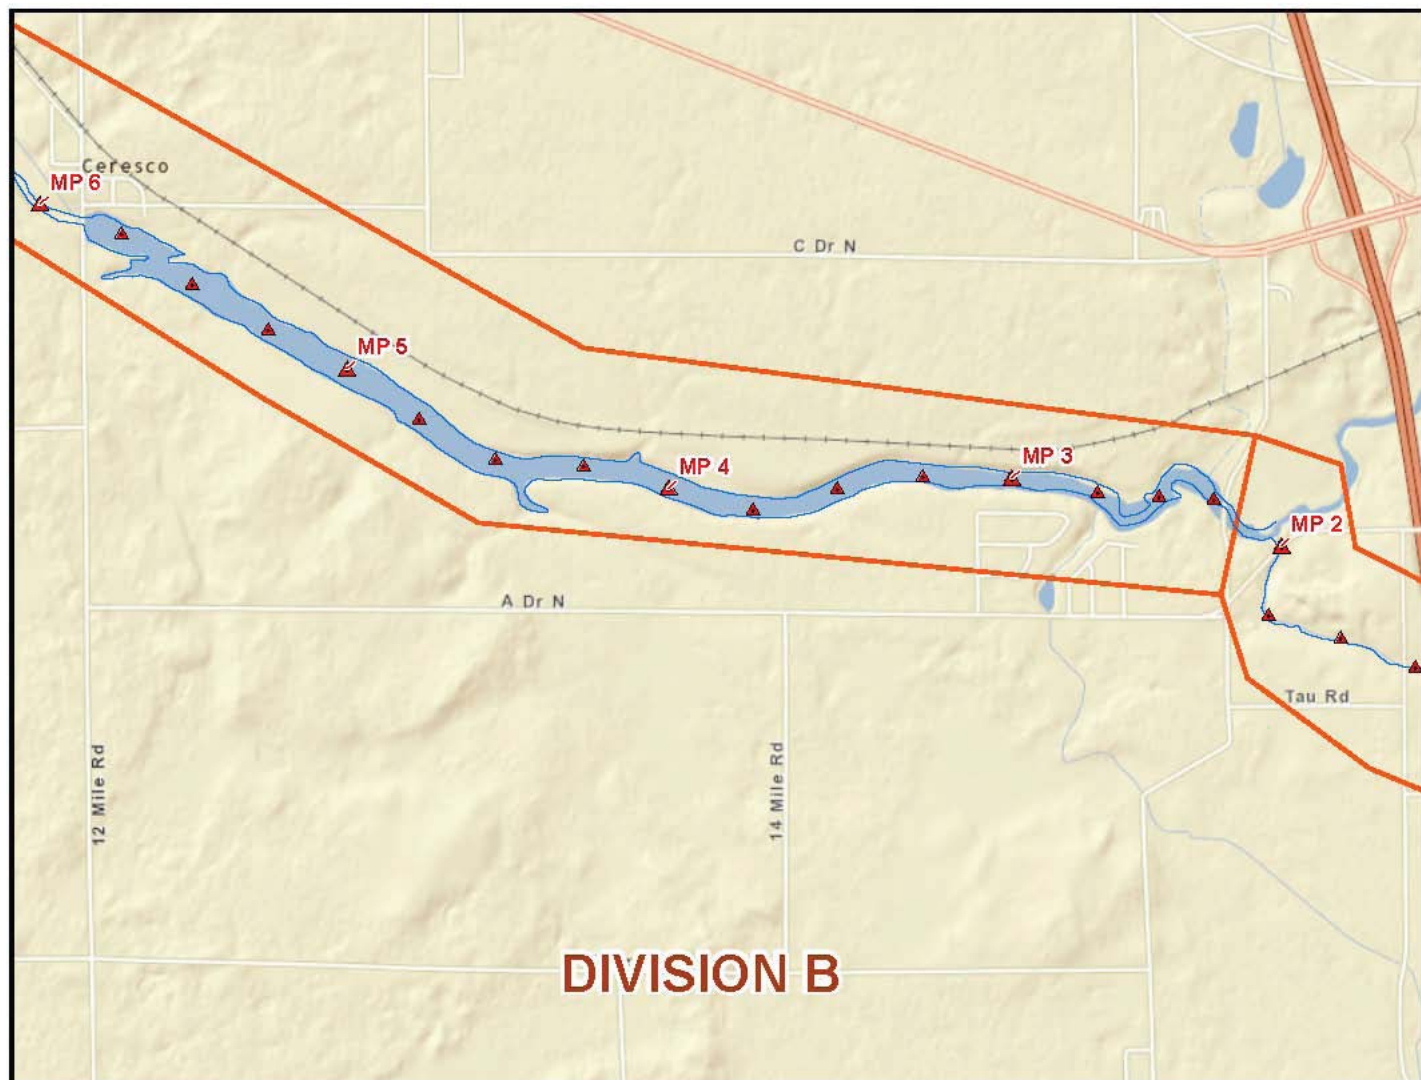 Ceresco
MP 6
C Dr N
MP 5
MP 3
MP 4
MP 2
A Dr N
Tau Rd
12 Mile Rd
14 Mile Rd
DIVISION B